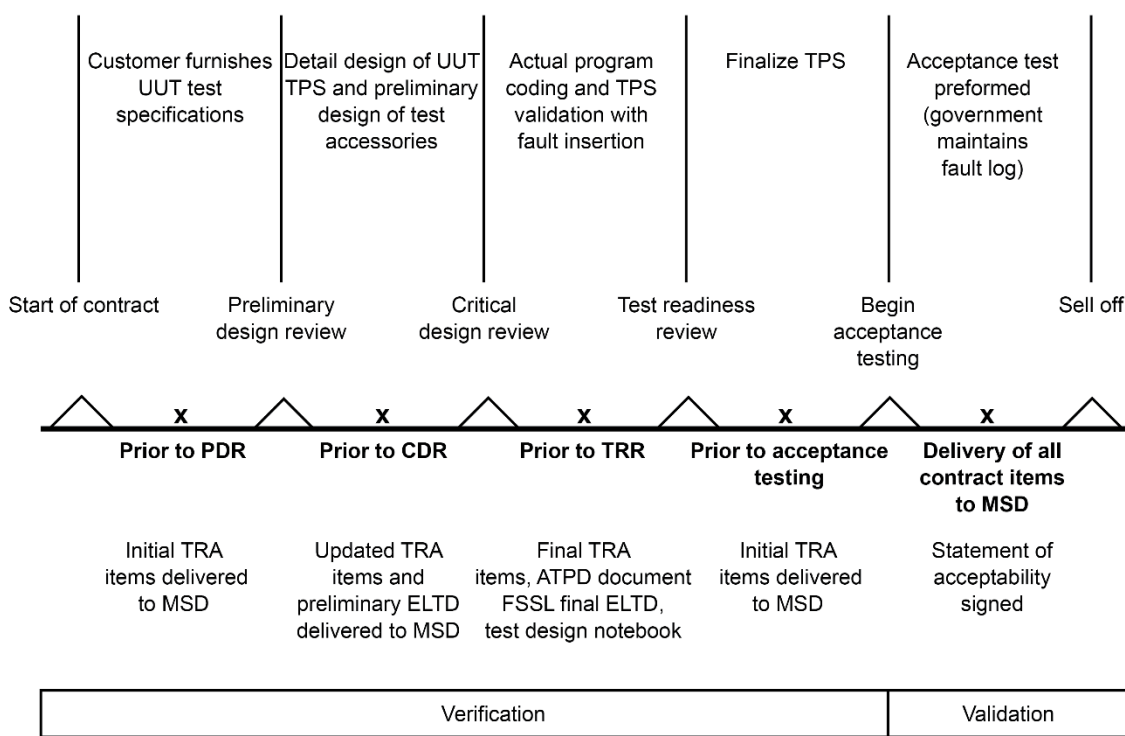 Customer furnishes
UUT test
specifications
Detail design of UUT
TPS and preliminary
design of test
accessories
Actual program
coding and TPS
validation with
fault insertion
Finalize TPS
Acceptance test
preformed
(government
maintains
fault log)
Start of contract
Preliminary
design review
Critical
design review
Test readiness
review
Begin
acceptance
testing
Sell off
x
x
x
x
x
Prior to PDR
Prior to CDR
Prior to TRR
Prior to acceptance
testing
Delivery of all
contract items
to MSD
Initial TRA
items delivered
to MSD
Updated TRA
items and
preliminary ELTD
delivered to MSD
Final TRA
items, ATPD document
FSSL final ELTD,
test design notebook
Initial TRA
items delivered
to MSD
Statement of
acceptability
signed
Verification
Validation